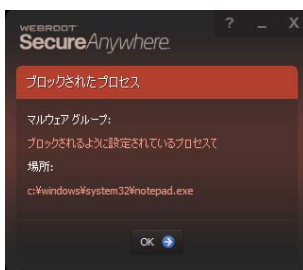 WEBROOT
SecureAnywhere.
? _ X
ブロックされたプロセス
マルウェア グループ:
ブロックされるように設定されているプロセスて
場所:
c:¥windows¥system32¥notepad.exe
OK